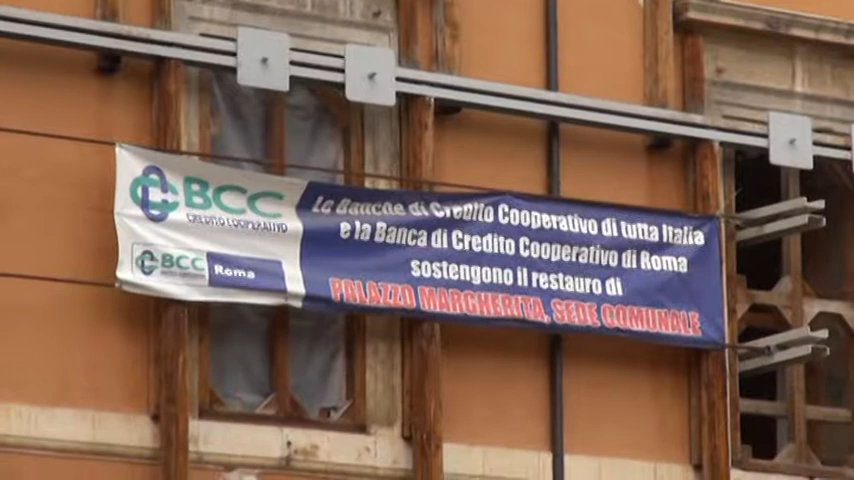 BCC
CREDITO COOPERATIVO
BCC
Roma
Le Banche di Credito Cooperativo di tutta Italia
e la Banca di Credito Cooperativo di Roma
sostengono il restauro di
PALAZZO MARGHERITA, SEDE COMUNALE